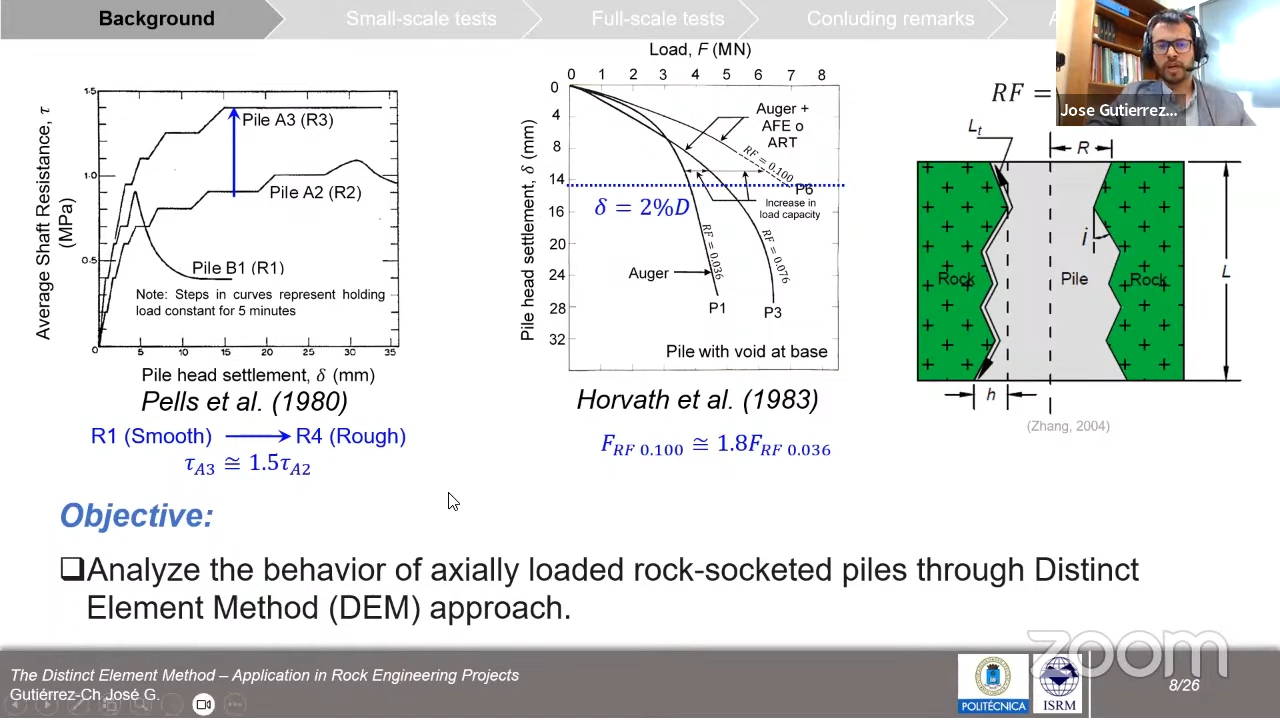 Background
Small-scale tests
Full-scale tests
Conluding remarks
A
Jose Gutierrez...
Average Shaft Resistance, τ
(MPa)
1·5
1·0
0·5
0
0 5 10 15 20 25 30 35
Pile A3 (R3)
Pile A2 (R2)
Pile B1 (R1)
Note: Steps in curves represent holding
load constant for 5 minutes
Pile head settlement, δ (mm)
Pells et al. (1980)
R1 (Smooth) ⟶ R4 (Rough)
τA3 ≅ 1.5τA2
Load, F (MN)
0 1 2 3 4 5 6 7 8
Pile head settlement, δ (mm)
0
4
8
14
16
20
24
28
32
Auger +
AFE o
ART
RF = 0.100
P6
Increase in
load capacity
δ = 2%D
RF = 0.036
RF = 0.076
Auger
P1
P3
Pile with void at base
Horvath et al. (1983)
FRF 0.100 ≅ 1.8FRF 0.036
RF =
Lt
R
i
L
Rock
Pile
Rock
h
(Zhang, 2004)
Objective:
❑Analyze the behavior of axially loaded rock-socketed piles through Distinct
Element Method (DEM) approach.
The Distinct Element Method – Application in Rock Engineering Projects
Gutiérrez-Ch José G.
POLITÉCNICA
ISRM
zoom
8/26